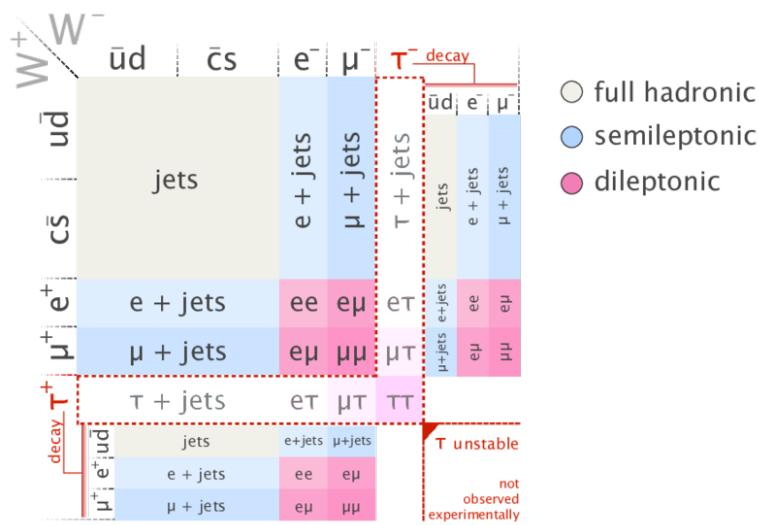 W⁺ W⁻
ūd c̄s e⁻ μ⁻ τ⁻ decay
ūd e⁻ μ⁻
full hadronic
semileptonic
dileptonic
ud̄
cs̄
jets
e + jets
μ + jets
τ + jets
jets
e + jets
μ + jets
e⁺ e + jets ee eμ eτ e+jets ee eμ
μ⁺ μ + jets eμ μμ μτ μ+jets eμ μμ
τ⁺ τ + jets eτ μτ ττ
decay
ud̄ jets e+jets μ+jets
e⁺ e + jets ee eμ
μ⁺ μ + jets eμ μμ
τ unstable
not
observed
experimentally